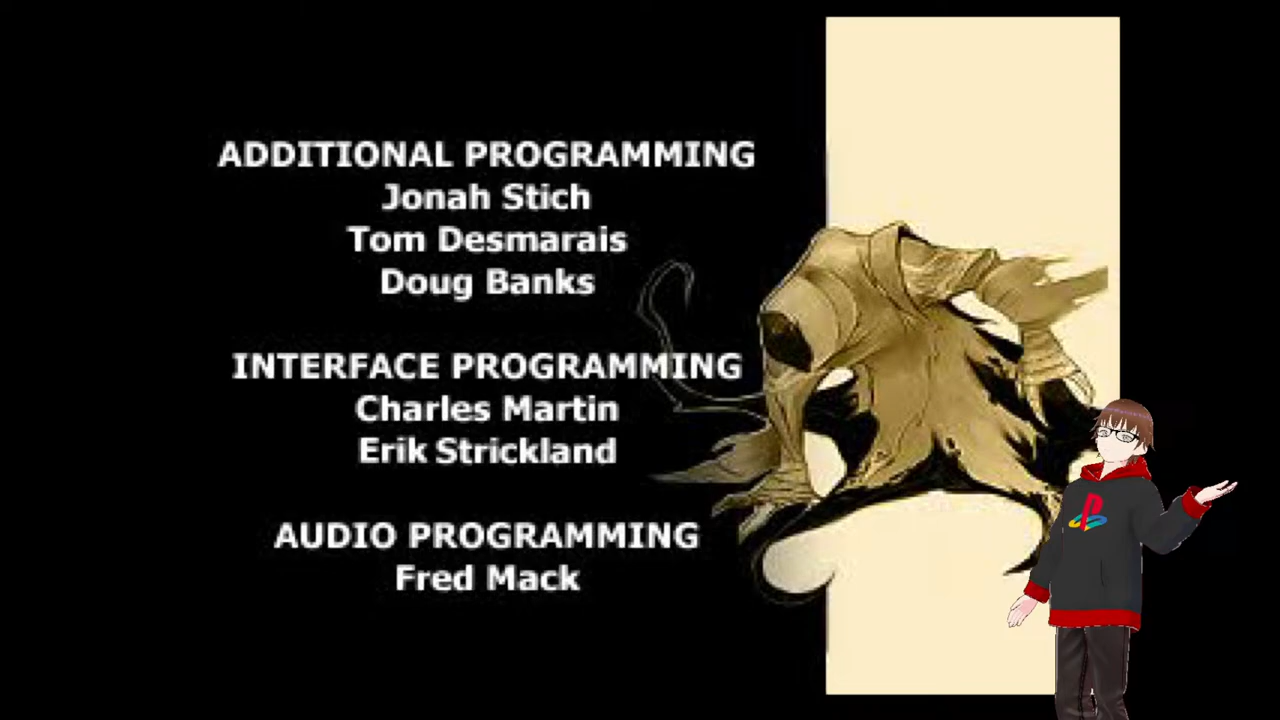 ADDITIONAL PROGRAMMING
Jonah Stich
Tom Desmarais
Doug Banks
INTERFACE PROGRAMMING
Charles Martin
Erik Strickland
AUDIO PROGRAMMING
Fred Mack